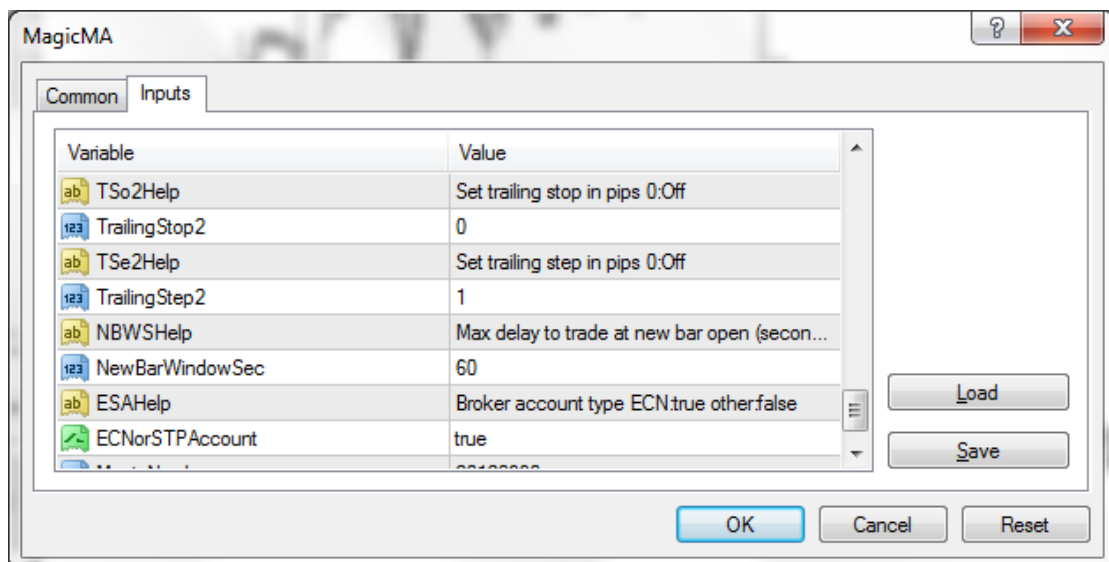 MagicMA
Common Inputs
Variable Value
TSo2Help Set trailing stop in pips 0:Off
TrailingStop2 0
TSe2Help Set trailing step in pips 0:Off
TrailingStep2 1
NBWSHelp Max delay to trade at new bar open (secon...
NewBarWindowSec 60
ESAHelp Broker account type ECN:true other:false
ECNorSTPAccount true
Load
Save
OK Cancel Reset